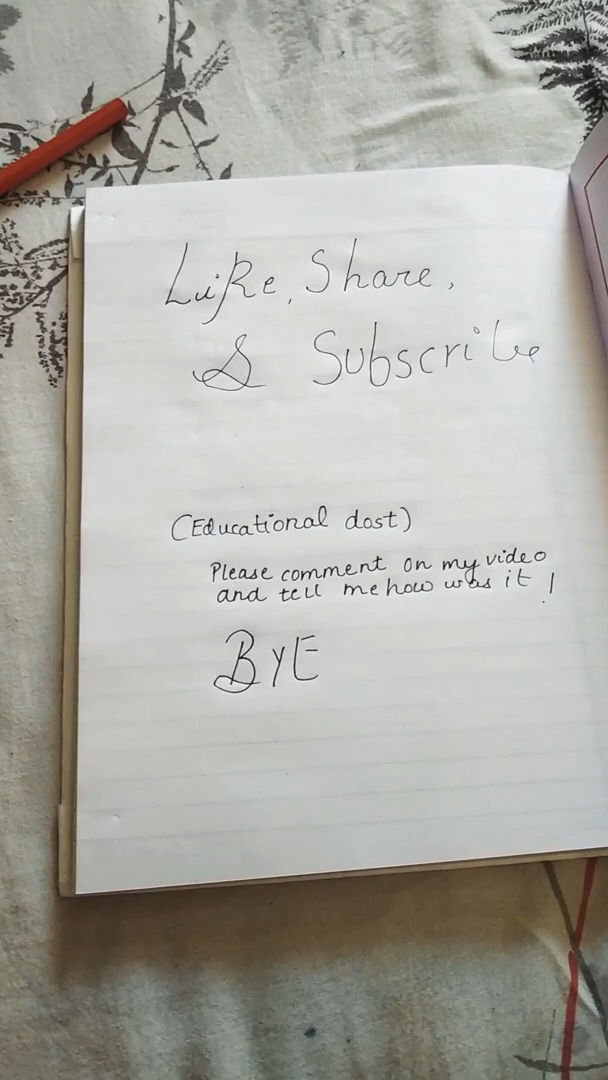 Like, Share,
& Subscribe
(Educational dost)
Please comment on my video
and tell me how was it !
BYE